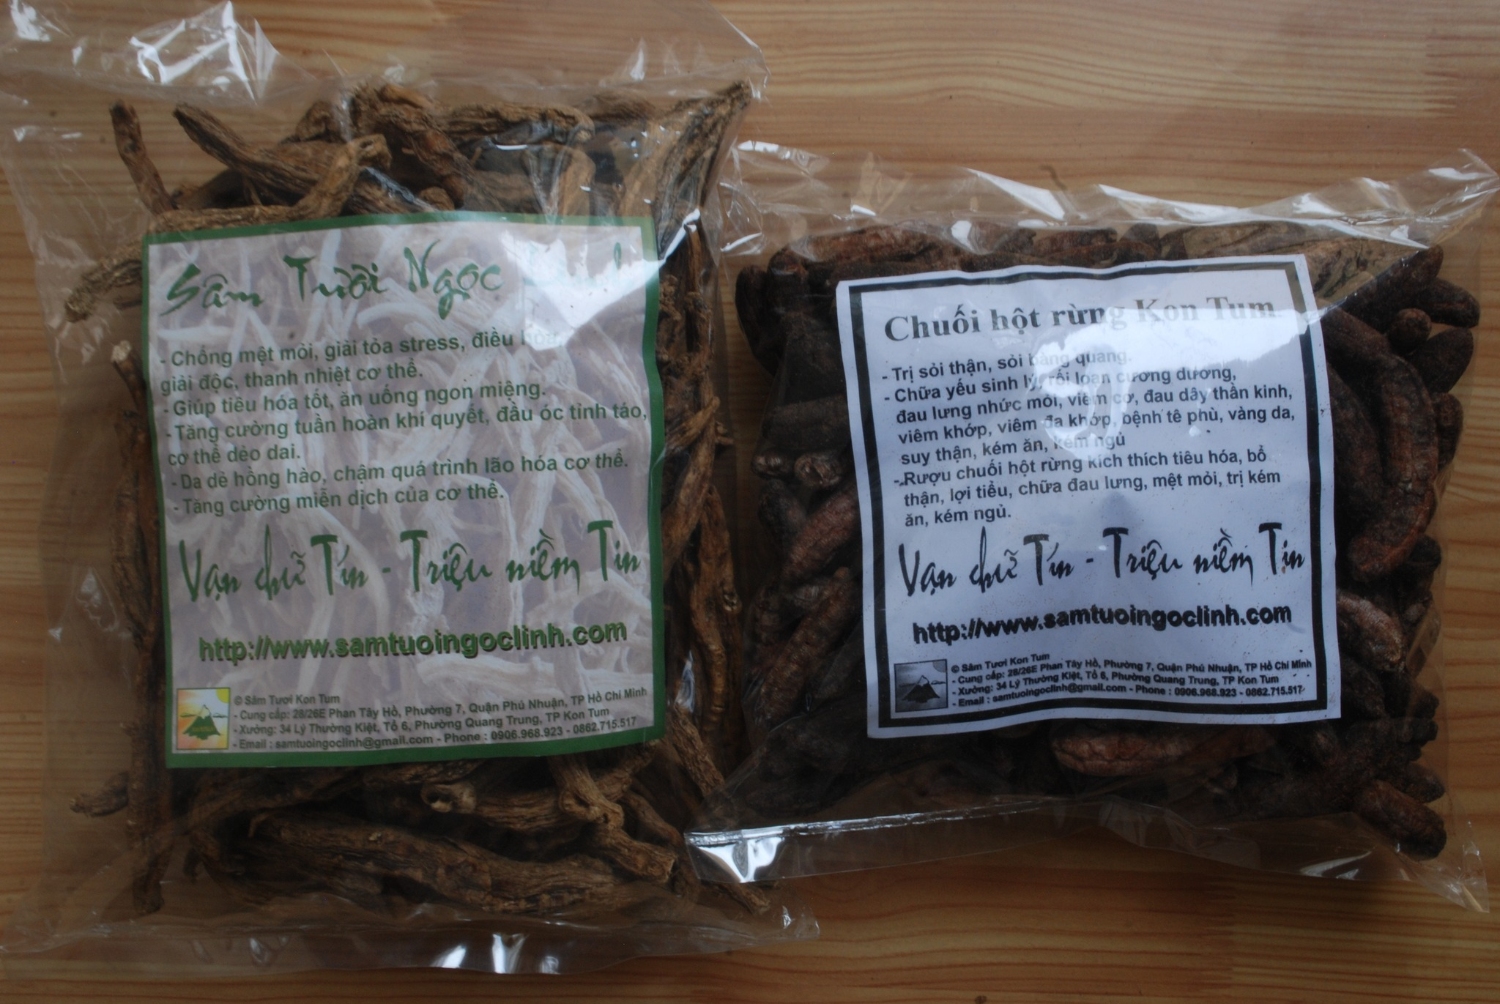 Sâm Tươi Ngọc
- Chống mệt mỏi, giải tỏa stress, điều hòa,
giải độc, thanh nhiệt cơ thể.
- Giúp tiêu hóa tốt, ăn uống ngon miệng.
- Tăng cường tuần hoàn khí quyết, đầu óc tỉnh táo,
cơ thể dẻo dai.
- Da dẻ hồng hào, chậm quá trình lão hóa cơ thể.
- Tăng cường miễn dịch của cơ thể.
Vạn chữ Tín - Triệu niềm Tin
http://www.samtuoingoclinh.com
© Sâm Tươi Kon Tum
- Cung cấp: 28/26E Phan Tây Hồ, Phường 7, Quận Phú Nhuận, TP Hồ Chí Minh
- Xưởng: 34 Lý Thường Kiệt, Tổ 6, Phường Quang Trung, TP Kon Tum
- Email : samtuoingoclinh@gmail.com - Phone : 0906.968.923 - 0862.715.517
Chuối hột rừng Kon Tum
- Trị sỏi thận, sỏi bàng quang.
- Chữa yếu sinh lý, rối loạn cương dương,
đau lưng nhức mỏi, viêm cơ, đau dây thần kinh,
viêm khớp, viêm đa khớp, bệnh tê phù, vàng da,
suy thận, kém ăn, kém ngủ
-Rượu chuối hột rừng kích thích tiêu hóa, bổ
thận, lợi tiểu, chữa đau lưng, mệt mỏi, trị kém
ăn, kém ngủ.
Vạn chữ Tín - Triệu niềm Tin
http://www.samtuoingoclinh.com
© Sâm Tươi Kon Tum
- Cung cấp: 28/26E Phan Tây Hồ, Phường 7, Quận Phú Nhuận, TP Hồ Chí Minh
- Xưởng: 34 Lý Thường Kiệt, Tổ 6, Phường Quang Trung, TP Kon Tum
- Email : samtuoingoclinh@gmail.com - Phone : 0906.968.923 - 0862.715.517